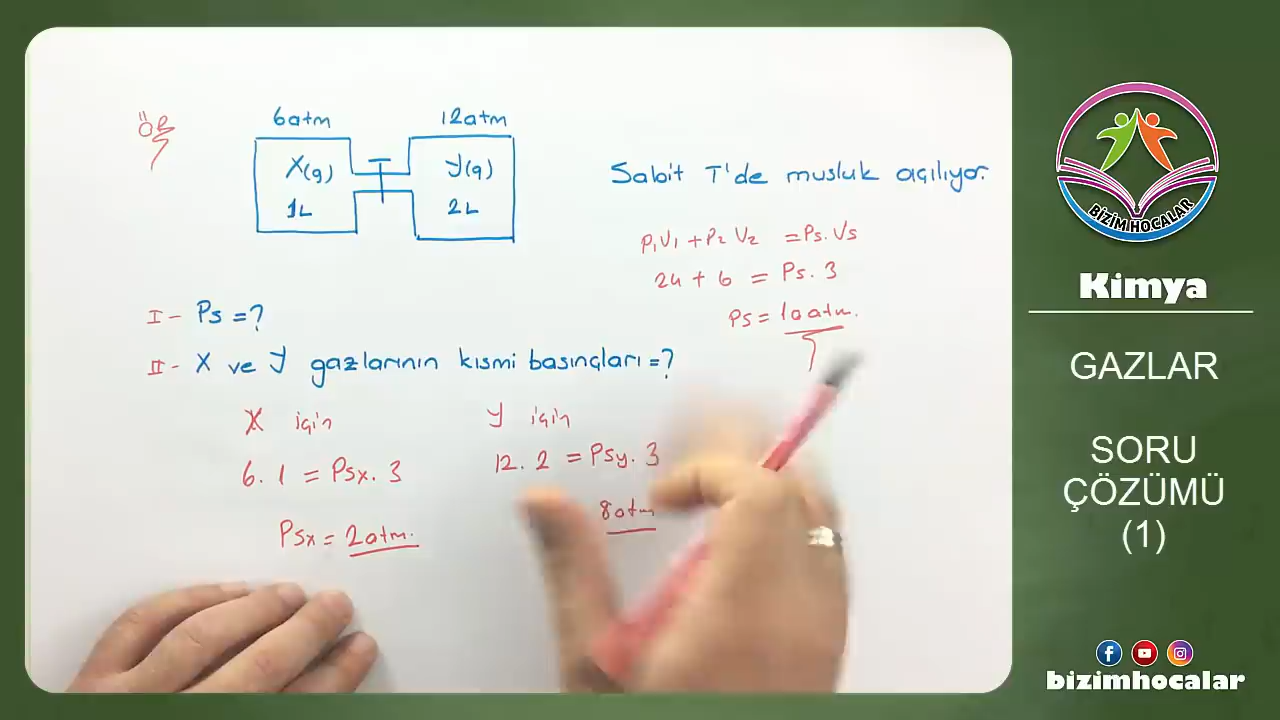 ÖR
6atm 12atm
X(g) Y(g)
1L 2L
Sabit T'de musluk açılıyor.
P₁V₁ + P₂V₂ = Ps.Vs
24 + 6 = Ps.3
Ps = 10 atm.
I- Ps = ?
II- X ve Y gazlarının kısmi basınçları = ?
X için
6.1 = Psx.3
Psx = 2atm.
Y için
12.2 = Psy.3
8atm
BİZİM HOCALAR
Kimya
GAZLAR
SORU
ÇÖZÜMÜ
(1)
bizimhocalar